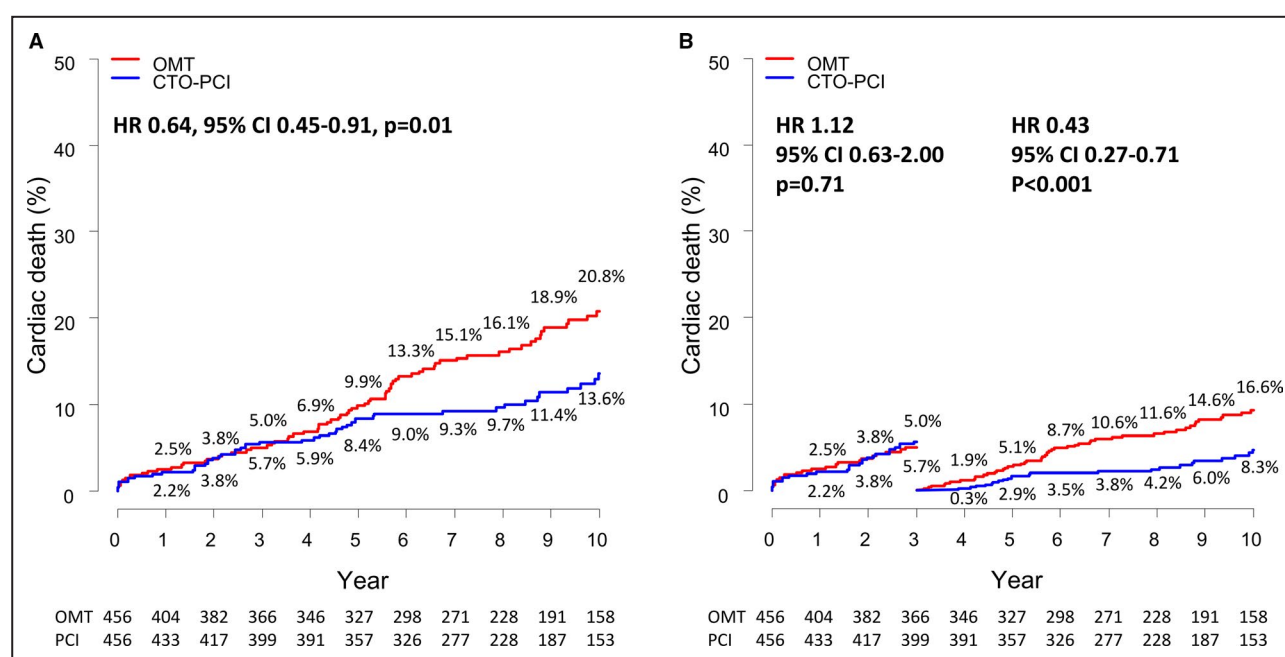 A
OMT
CTO-PCI
HR 0.64, 95% CI 0.45-0.91, p=0.01
Cardiac death (%)
50
40
30
20
10
0
20.8%
18.9%
16.1%
15.1%
13.3%
9.9%
6.9%
5.0%
3.8%
2.5%
2.2%
3.8%
5.7%
5.9%
8.4%
9.0%
9.3%
9.7%
11.4%
13.6%
0 1 2 3 4 5 6 7 8 9 10
Year
OMT 456 404 382 366 346 327 298 271 228 191 158
PCI 456 433 417 399 391 357 326 277 228 187 153
B
OMT
CTO-PCI
HR 1.12
95% CI 0.63-2.00
p=0.71
HR 0.43
95% CI 0.27-0.71
P<0.001
Cardiac death (%)
50
40
30
20
10
0
2.5%
3.8%
5.0%
2.2%
3.8%
5.7%
1.9%
5.1%
8.7%
10.6%
11.6%
14.6%
16.6%
0.3%
2.9%
3.5%
3.8%
4.2%
6.0%
8.3%
0 1 2 3 4 5 6 7 8 9 10
Year
OMT 456 404 382 366 346 327 298 271 228 191 158
PCI 456 433 417 399 391 357 326 277 228 187 153